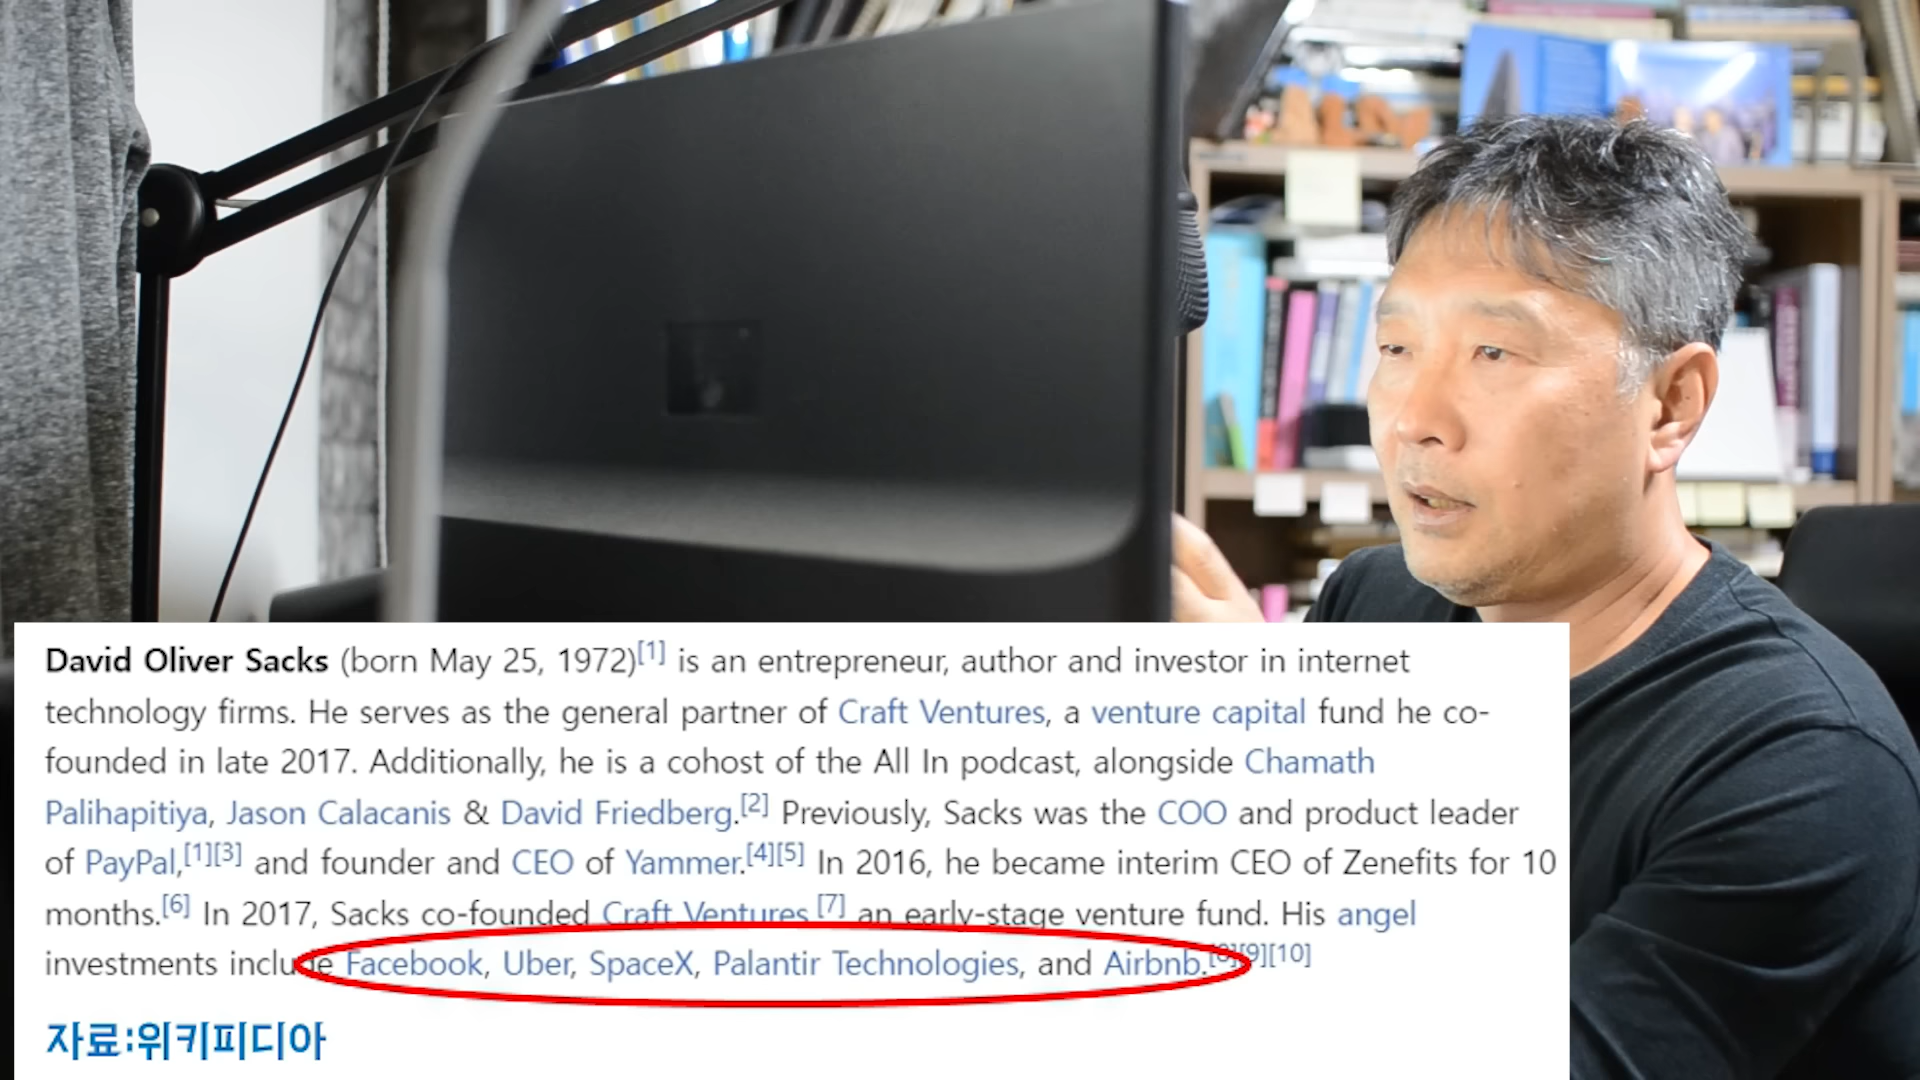 David Oliver Sacks (born May 25, 1972)[1] is an entrepreneur, author and investor in internet
technology firms. He serves as the general partner of Craft Ventures, a venture capital fund he co-
founded in late 2017. Additionally, he is a cohost of the All In podcast, alongside Chamath
Palihapitiya, Jason Calacanis & David Friedberg.[2] Previously, Sacks was the COO and product leader
of PayPal,[1][3] and founder and CEO of Yammer.[4][5] In 2016, he became interim CEO of Zenefits for 10
months.[6] In 2017, Sacks co-founded Craft Ventures,[7] an early-stage venture fund. His angel
investments include Facebook, Uber, SpaceX, Palantir Technologies, and Airbnb.[8][9][10]
자료:위키피디아